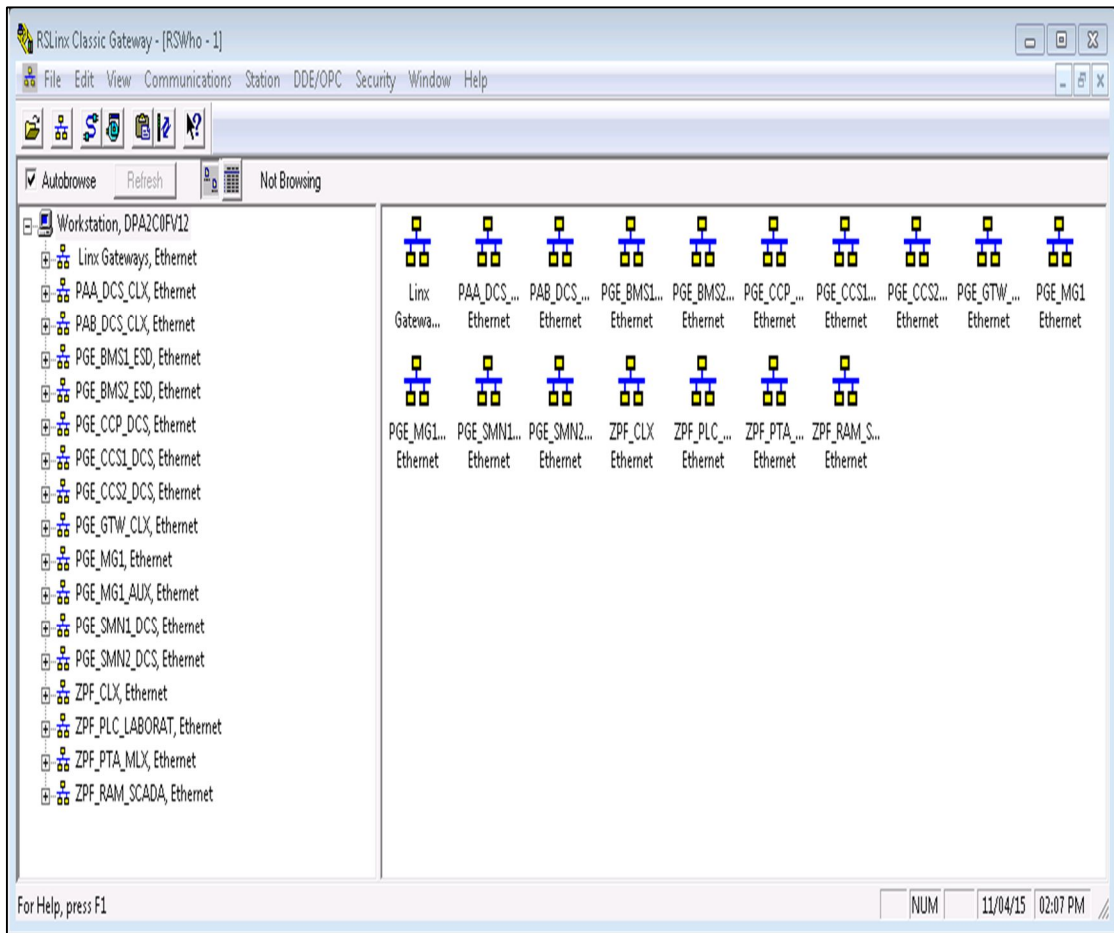 RSLinx Classic Gateway - [RSWho - 1]
File Edit View Communications Station DDE/OPC Security Window Help
Autobrowse Refresh Not Browsing
Workstation, DPA2C0FV12
Linx Gateways, Ethernet
PAA_DCS_CLX, Ethernet
PAB_DCS_CLX, Ethernet
PGE_BMS1_ESD, Ethernet
PGE_BMS2_ESD, Ethernet
PGE_CCP_DCS, Ethernet
PGE_CCS1_DCS, Ethernet
PGE_CCS2_DCS, Ethernet
PGE_GTW_CLX, Ethernet
PGE_MG1, Ethernet
PGE_MG1_AUX, Ethernet
PGE_SMN1_DCS, Ethernet
PGE_SMN2_DCS, Ethernet
ZPF_CLX, Ethernet
ZPF_PLC_LABORAT, Ethernet
ZPF_PTA_MLX, Ethernet
ZPF_RAM_SCADA, Ethernet
Linx PAA_DCS_... PAB_DCS_... PGE_BMS1... PGE_BMS2... PGE_CCP_... PGE_CCS1... PGE_CCS2... PGE_GTW_... PGE_MG1
Gatewa... Ethernet Ethernet Ethernet Ethernet Ethernet Ethernet Ethernet Ethernet Ethernet
PGE_MG1... PGE_SMN1... PGE_SMN2... ZPF_CLX ZPF_PLC_... ZPF_PTA_... ZPF_RAM_S...
Ethernet Ethernet Ethernet Ethernet Ethernet Ethernet Ethernet
For Help, press F1 NUM 11/04/15 02:07 PM